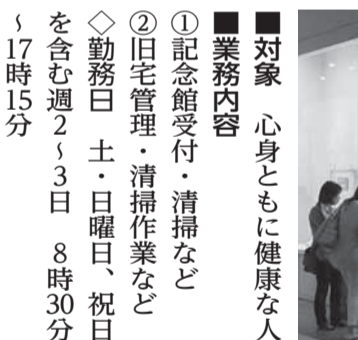 ■対象　心身ともに健康な人
■業務内容
①記念館受付・清掃など
②旧宅管理・清掃作業など
◇勤務日　土・日曜日、祝日
を含む週2～3日　8時30分
～17時15分